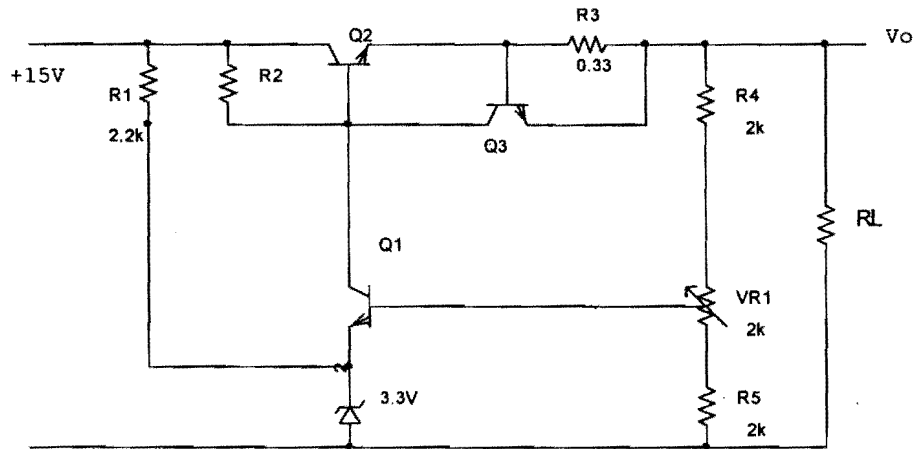 R3
Q2
Vo
+15V
R2
0.33
R1
R4
2.2k
Q3
2k
RL
Q1
VR1
2k
3.3V
R5
2k